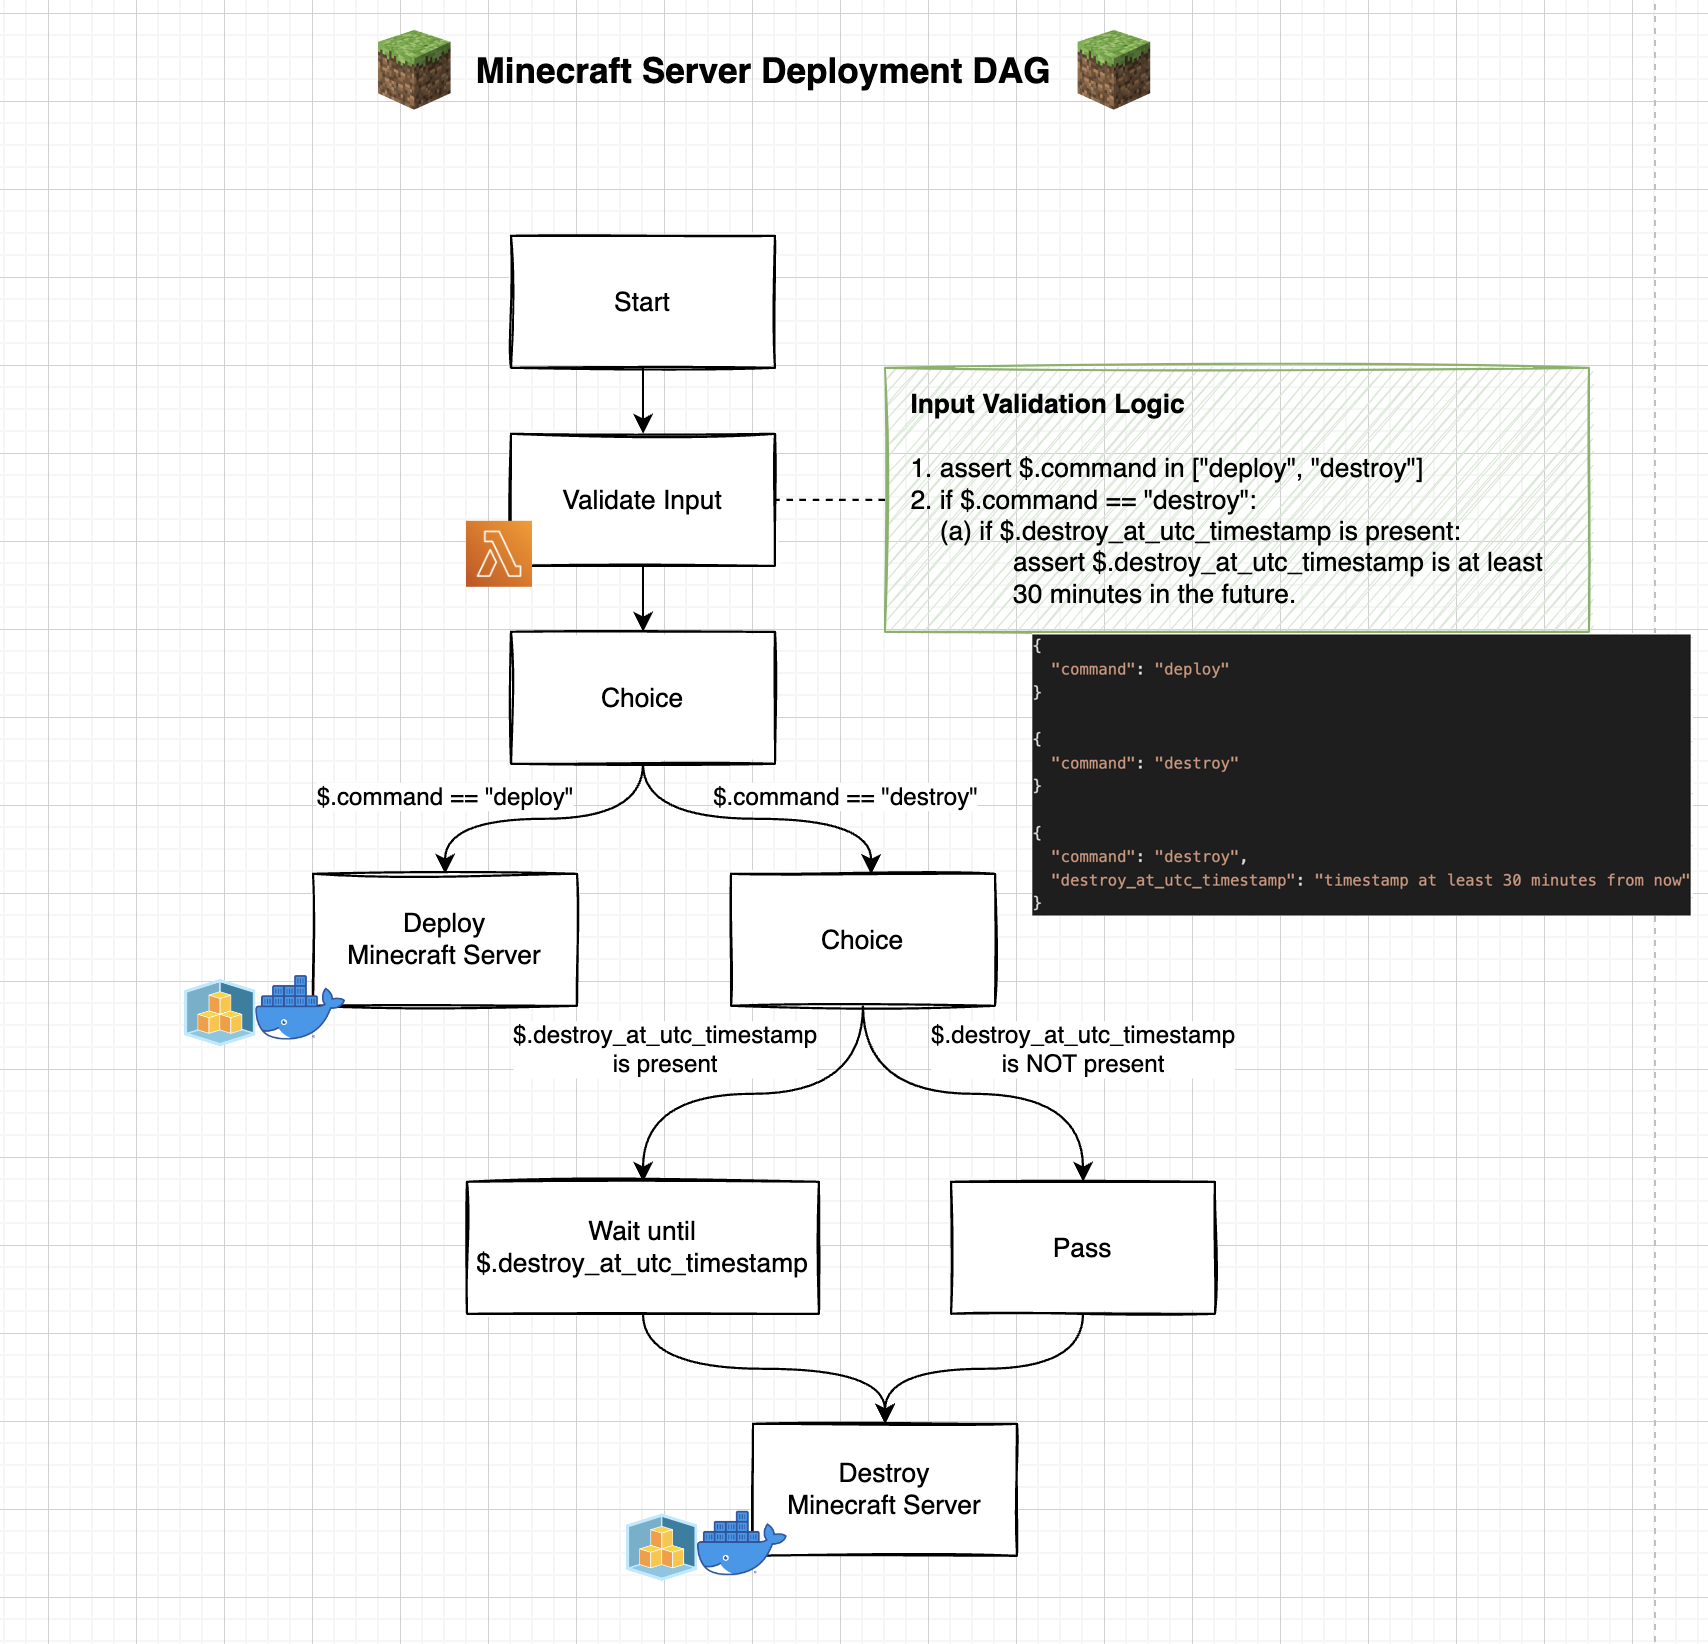 Minecraft Server Deployment DAG
Start
Validate Input
Input Validation Logic
1. assert $.command in ["deploy", "destroy"]
2. if $.command == "destroy":
(a) if $.destroy_at_utc_timestamp is present:
assert $.destroy_at_utc_timestamp is at least
30 minutes in the future.
Choice
{
"command": "deploy"
}
{
"command": "destroy"
}
{
"command": "destroy",
"destroy_at_utc_timestamp": "timestamp at least 30 minutes from now"
}
$.command == "deploy"
$.command == "destroy"
Deploy
Minecraft Server
Choice
$.destroy_at_utc_timestamp
is present
$.destroy_at_utc_timestamp
is NOT present
Wait until
$.destroy_at_utc_timestamp
Pass
Destroy
Minecraft Server